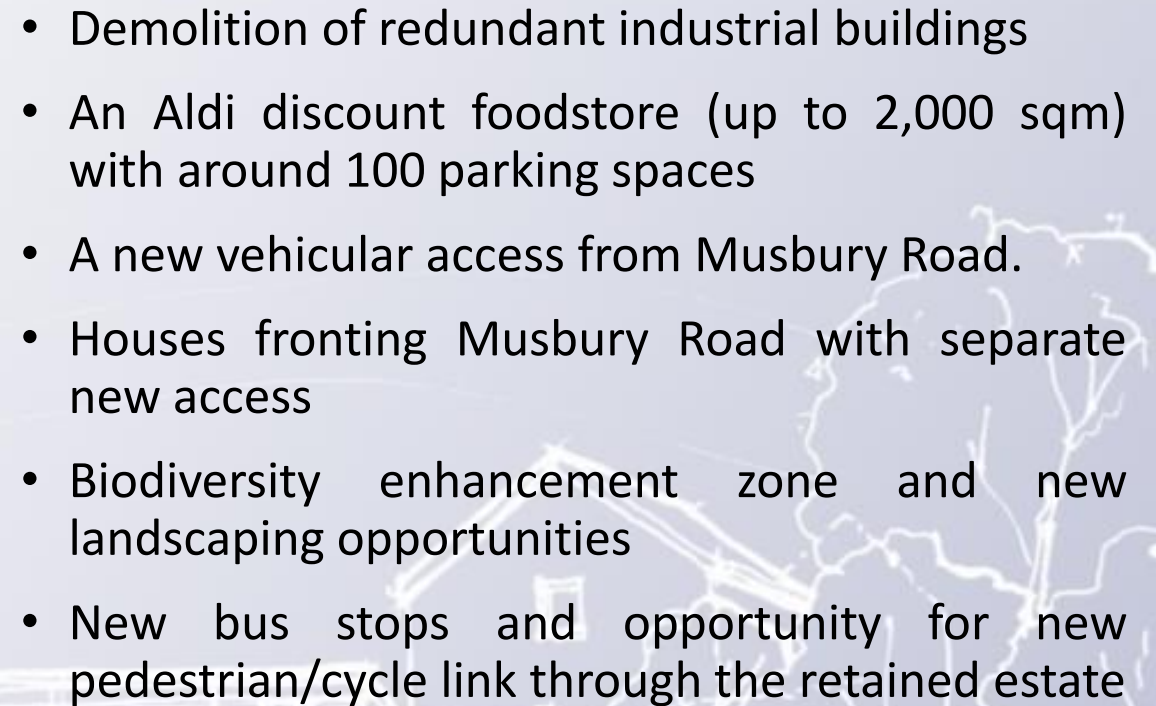 • Demolition of redundant industrial buildings
• An Aldi discount foodstore (up to 2,000 sqm)
with around 100 parking spaces
• A new vehicular access from Musbury Road.
• Houses fronting Musbury Road with separate
new access
• Biodiversity enhancement zone and new
landscaping opportunities
• New bus stops and opportunity for new
pedestrian/cycle link through the retained estate